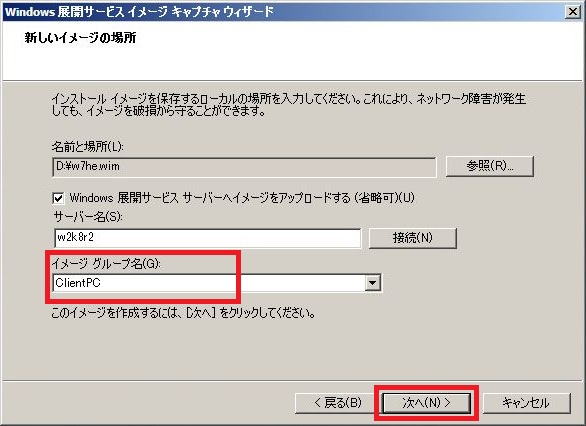 Windows 展開サービス イメージ キャプチャ ウィザード
新しいイメージの場所
インストール イメージを保存するローカルの場所を入力してください。これにより、ネットワーク障害が発生
しても、イメージを破損から守ることができます。
名前と場所(L):
D:¥w7he.wim
参照(R)...
Windows 展開サービス サーバーへイメージをアップロードする (省略可)(U)
サーバー名(S):
w2k8r2
接続(N)
イメージ グループ名(G):
ClientPC
このイメージを作成するには、[次へ] をクリックしてください。
< 戻る(B)
次へ(N) >
キャンセル